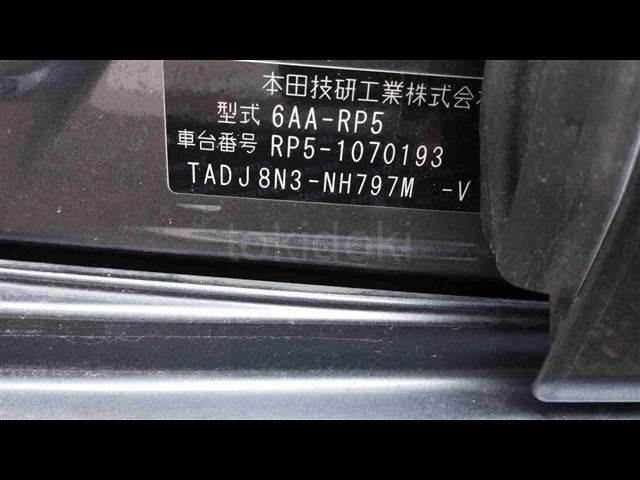 本田技研工業株式会
型式 6AA-RP5
車台番号 RP5-1070193
TADJ8N3-NH797M -V
tokidoki